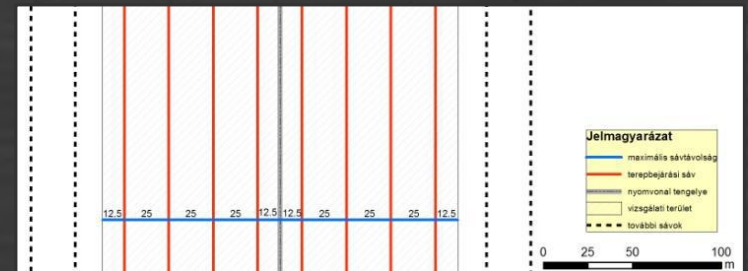 12.5 25 25 25 12.5 12.5 25 25 25 12.5
Jelmagyarázat
maximális sávtávolság
terepbejárási sáv
nyomvonal tengelye
vizsgálati terület
további sávok
0 25 50 100
m